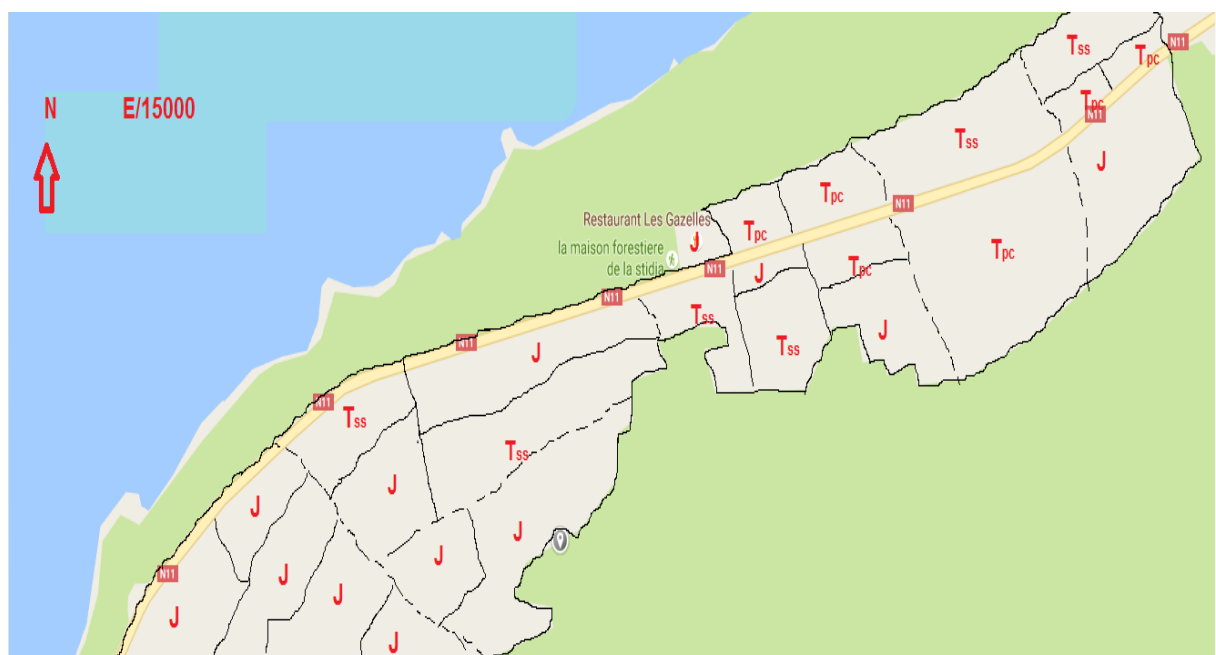 N11
Tss
Tpc
N E/15000
Tpc
N11
Tss
J
Tpc
N11
Restaurant Les Gazelles
Tpc
J
la maison forestiere
de la stidia
Tpc
N11
J
Tpc
N11
Tss
J
N11
J
Tss
N11
Tss
Tss
J
J
J
J
N11
J
J
J
J